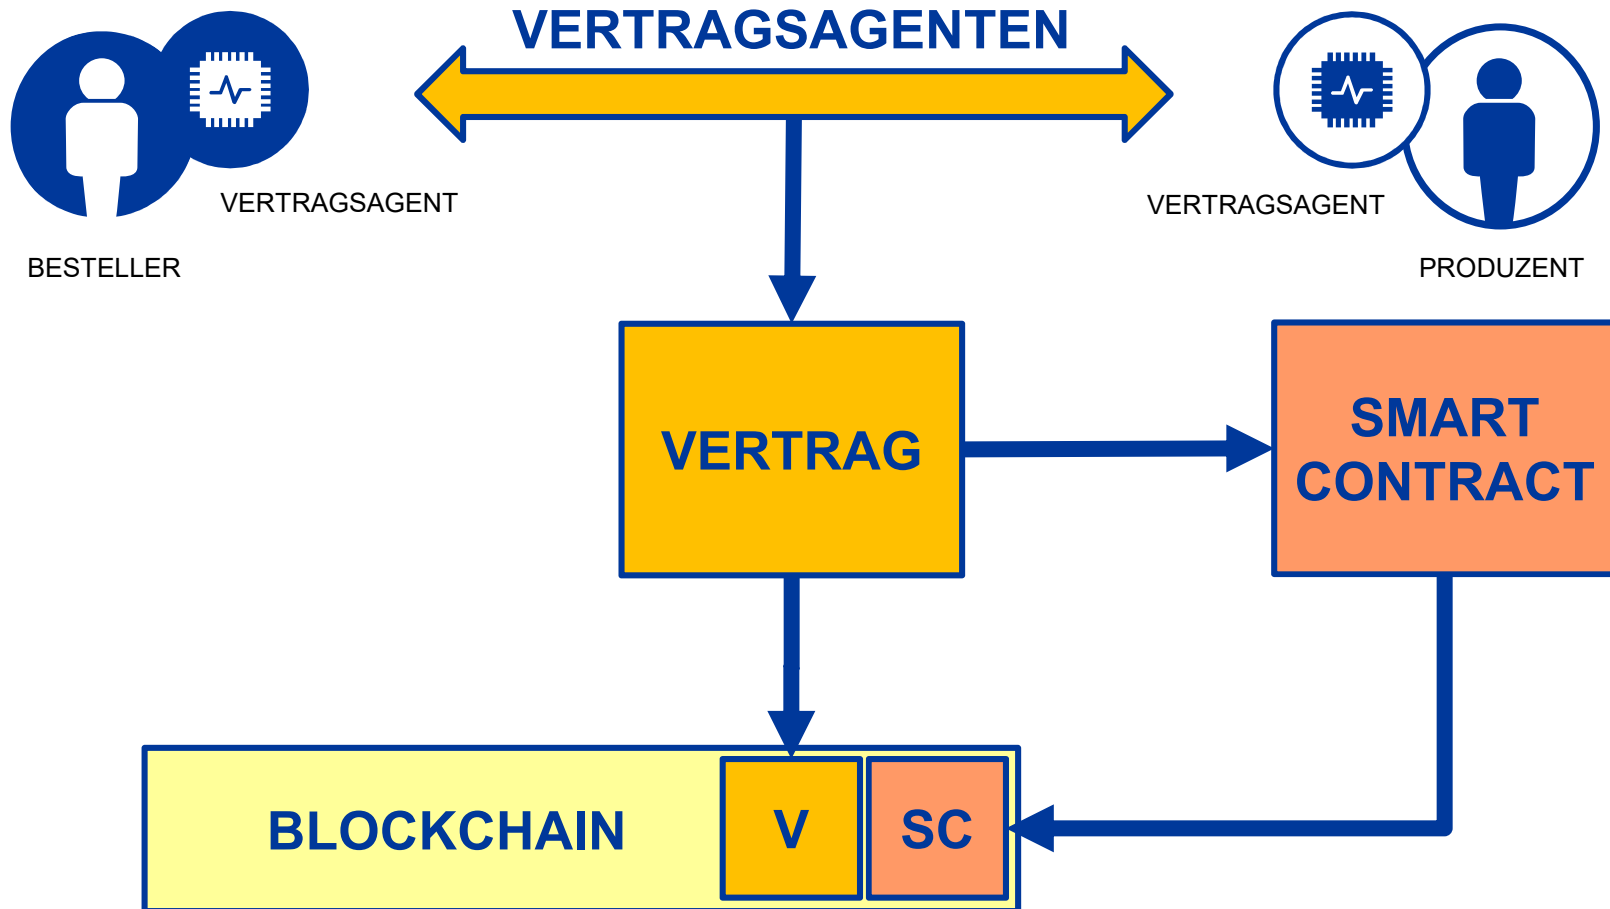 VERTRAGSAGENTEN
VERTRAGSAGENT
VERTRAGSAGENT
BESTELLER
PRODUZENT
VERTRAG
SMART
CONTRACT
BLOCKCHAIN
V
SC